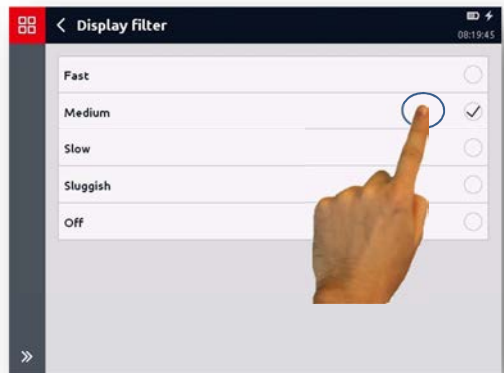 Display filter
08:19:45
Fast
Medium
Slow
Sluggish
Off